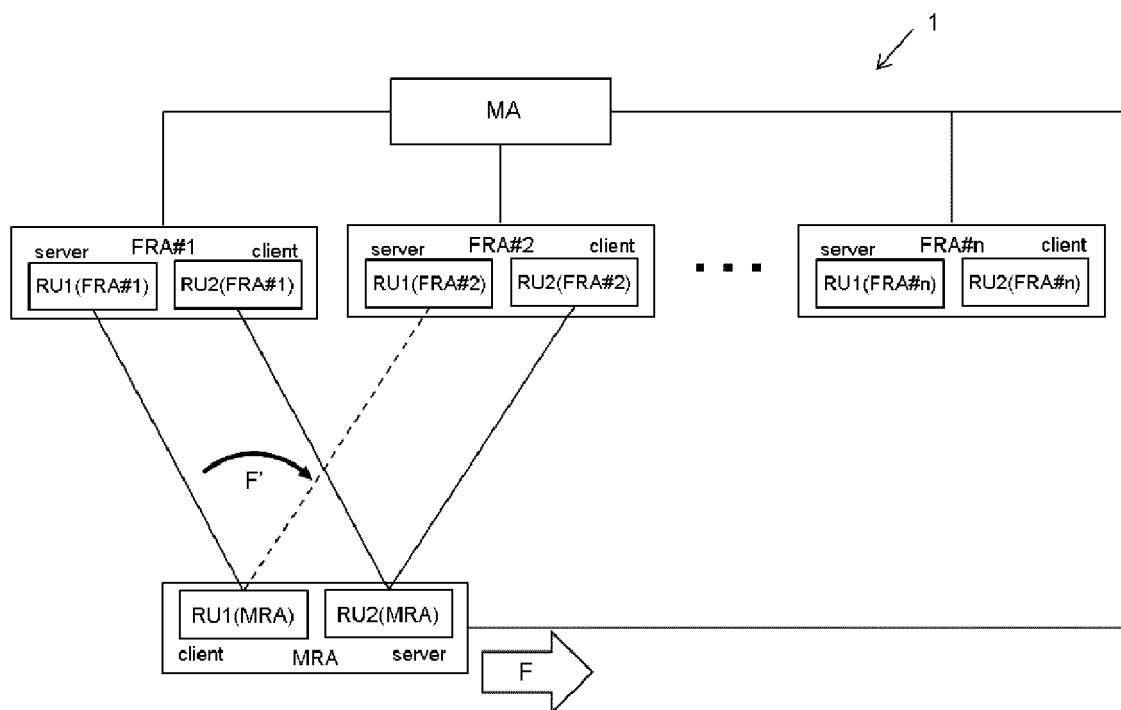 1
MA
server FRA#1 client
RU1(FRA#1) RU2(FRA#1)
server FRA#2 client
RU1(FRA#2) RU2(FRA#2)
server FRA#n client
RU1(FRA#n) RU2(FRA#n)
F'
RU1(MRA) RU2(MRA)
client MRA server
F